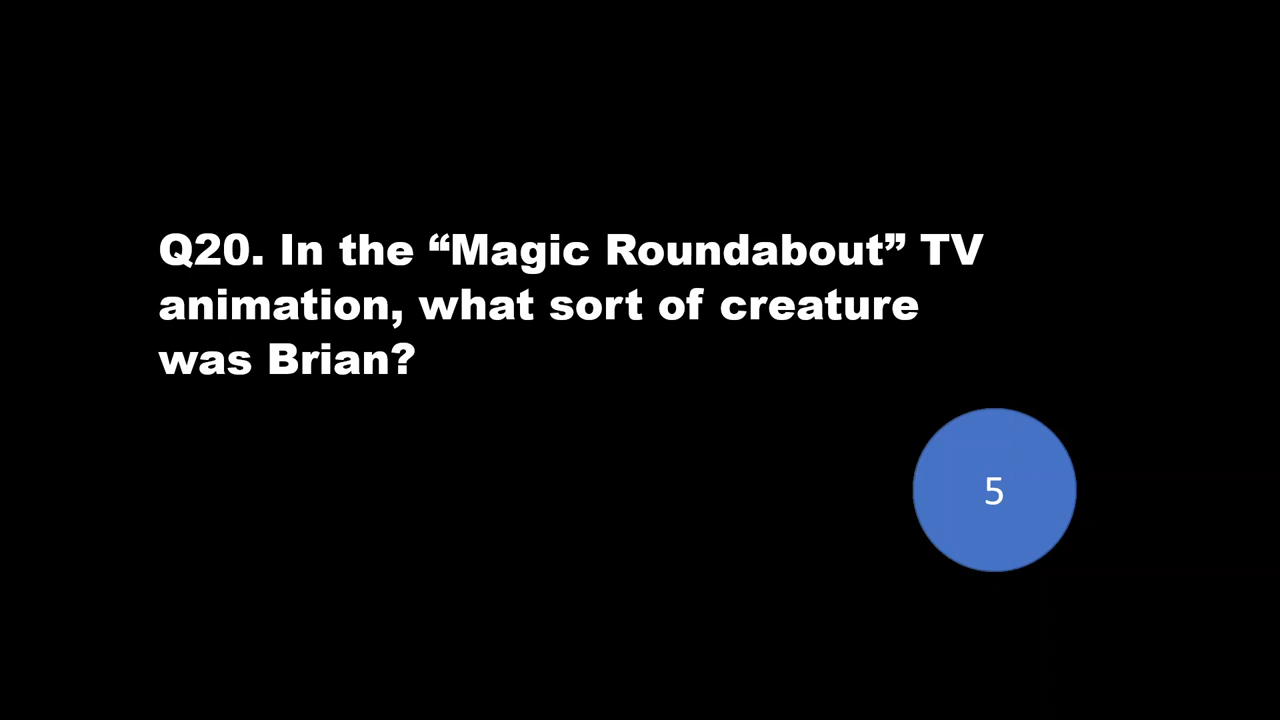 Q20. In the “Magic Roundabout” TV
animation, what sort of creature
was Brian?
5